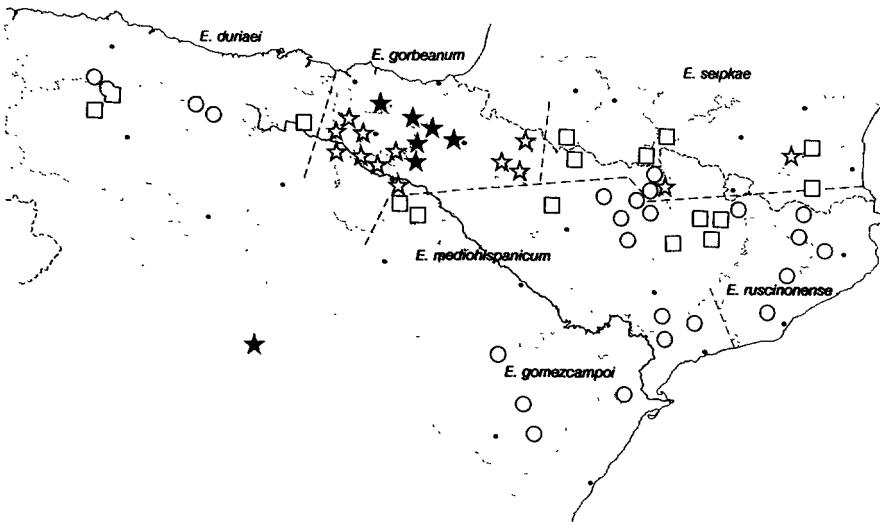 E. duriaei
E. gorbeanum
E. seipkae
E. mediohispanicum
E. ruscinonense
E. gomezcampoi